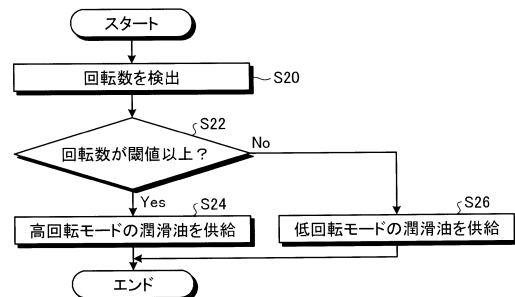 スタート
回転数を検出
S20
S22
回転数が閾値以上？
No
Yes
S24
高回転モードの潤滑油を供給
S26
低回転モードの潤滑油を供給
エンド